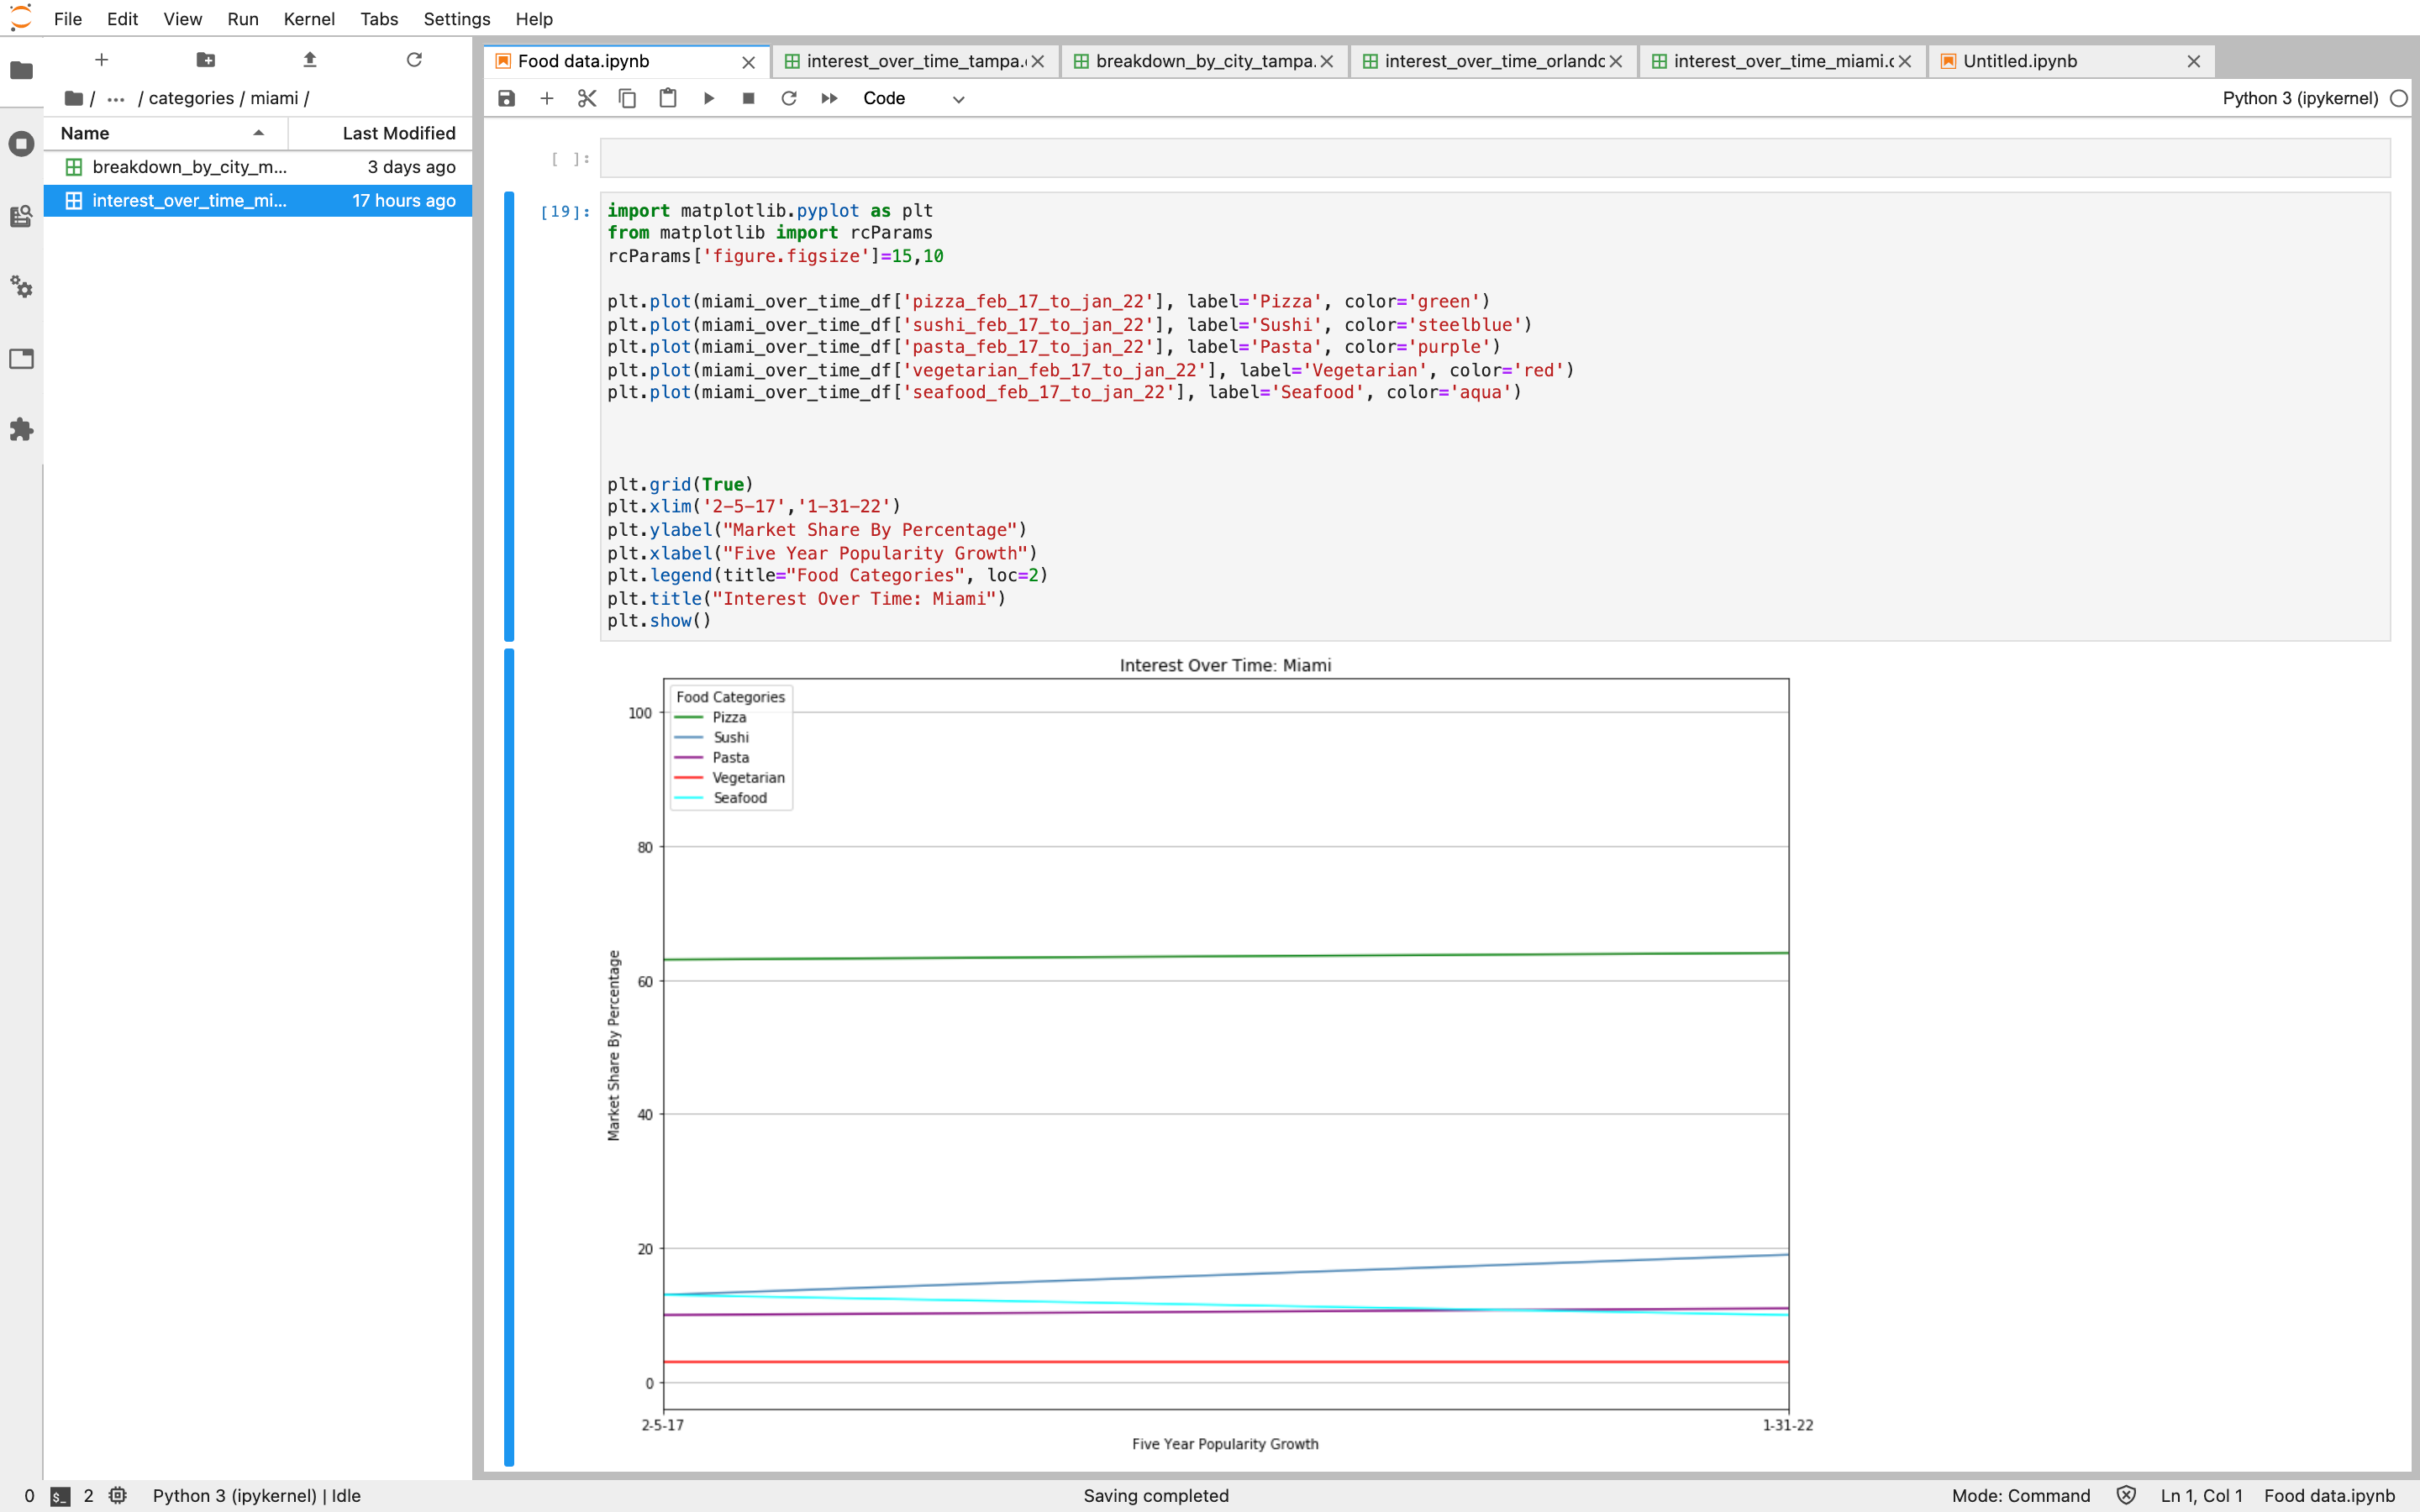 File Edit View Run Kernel Tabs Settings Help
/ … / categories / miami /
Name Last Modified
breakdown_by_city_m... 3 days ago
interest_over_time_mi... 17 hours ago
Food data.ipynb
interest_over_time_tampa.
breakdown_by_city_tampa.
interest_over_time_orlando
interest_over_time_miami.c
Untitled.ipynb
Code
Python 3 (ipykernel)
[ ]:
[19]:
import matplotlib.pyplot as plt
from matplotlib import rcParams
rcParams['figure.figsize']=15,10
plt.plot(miami_over_time_df['pizza_feb_17_to_jan_22'], label='Pizza', color='green')
plt.plot(miami_over_time_df['sushi_feb_17_to_jan_22'], label='Sushi', color='steelblue')
plt.plot(miami_over_time_df['pasta_feb_17_to_jan_22'], label='Pasta', color='purple')
plt.plot(miami_over_time_df['vegetarian_feb_17_to_jan_22'], label='Vegetarian', color='red')
plt.plot(miami_over_time_df['seafood_feb_17_to_jan_22'], label='Seafood', color='aqua')
plt.grid(True)
plt.xlim('2-5-17','1-31-22')
plt.ylabel("Market Share By Percentage")
plt.xlabel("Five Year Popularity Growth")
plt.legend(title="Food Categories", loc=2)
plt.title("Interest Over Time: Miami")
plt.show()
Interest Over Time: Miami
Food Categories
Pizza
Sushi
Pasta
Vegetarian
Seafood
100
80
60
40
20
0
Market Share By Percentage
2-5-17
1-31-22
Five Year Popularity Growth
0 $_ 2 Python 3 (ipykernel) | Idle
Saving completed
Mode: Command Ln 1, Col 1 Food data.ipynb